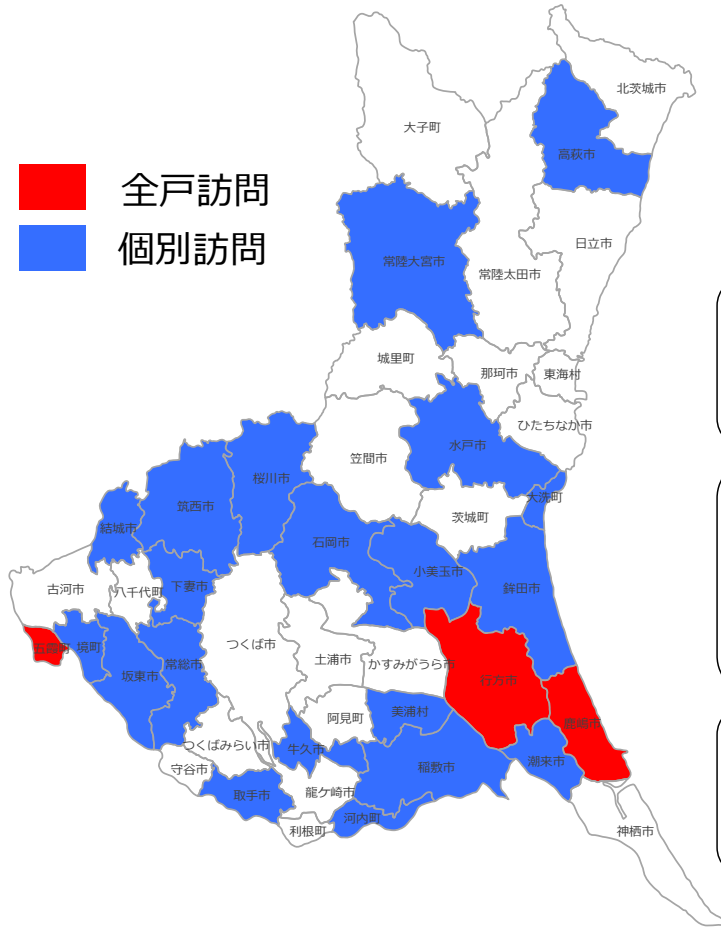 北茨城市
大子町
高萩市
全戸訪問
個別訪問
日立市
常陸大宮市
常陸太田市
城里町
那珂市
東海村
ひたちなか市
水戸市
笠間市
桜川市
大洗町
筑西市
茨城町
結城市
石岡市
小美玉市
古河市
八千代町
下妻市
鉾田市
五霞町
境町
坂東市
常総市
つくば市
土浦市
かすみがうら市
行方市
鹿嶋市
阿見町
美浦村
つくばみらい市
牛久市
守谷市
稲敷市
潮来市
取手市
龍ケ崎市
河内町
利根町
神栖市